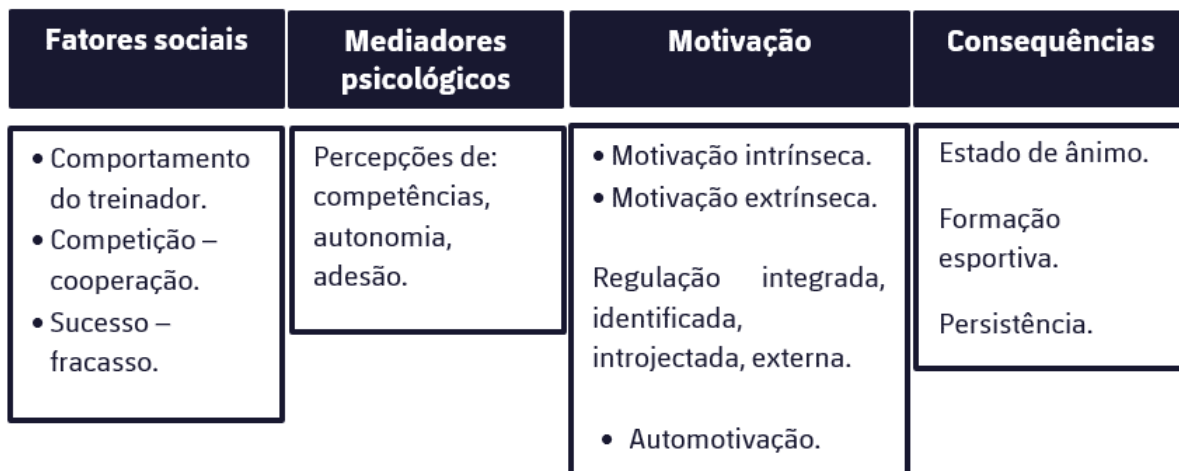 Fatores sociais
Mediadores
psicológicos
Motivação
Consequências
• Comportamento
do treinador.
• Competição –
cooperação.
• Sucesso –
fracasso.
Percepções de:
competências,
autonomia,
adesão.
• Motivação intrínseca.
• Motivação extrínseca.
Regulação integrada,
identificada,
introjectada, externa.
• Automotivação.
Estado de ânimo.
Formação
esportiva.
Persistência.